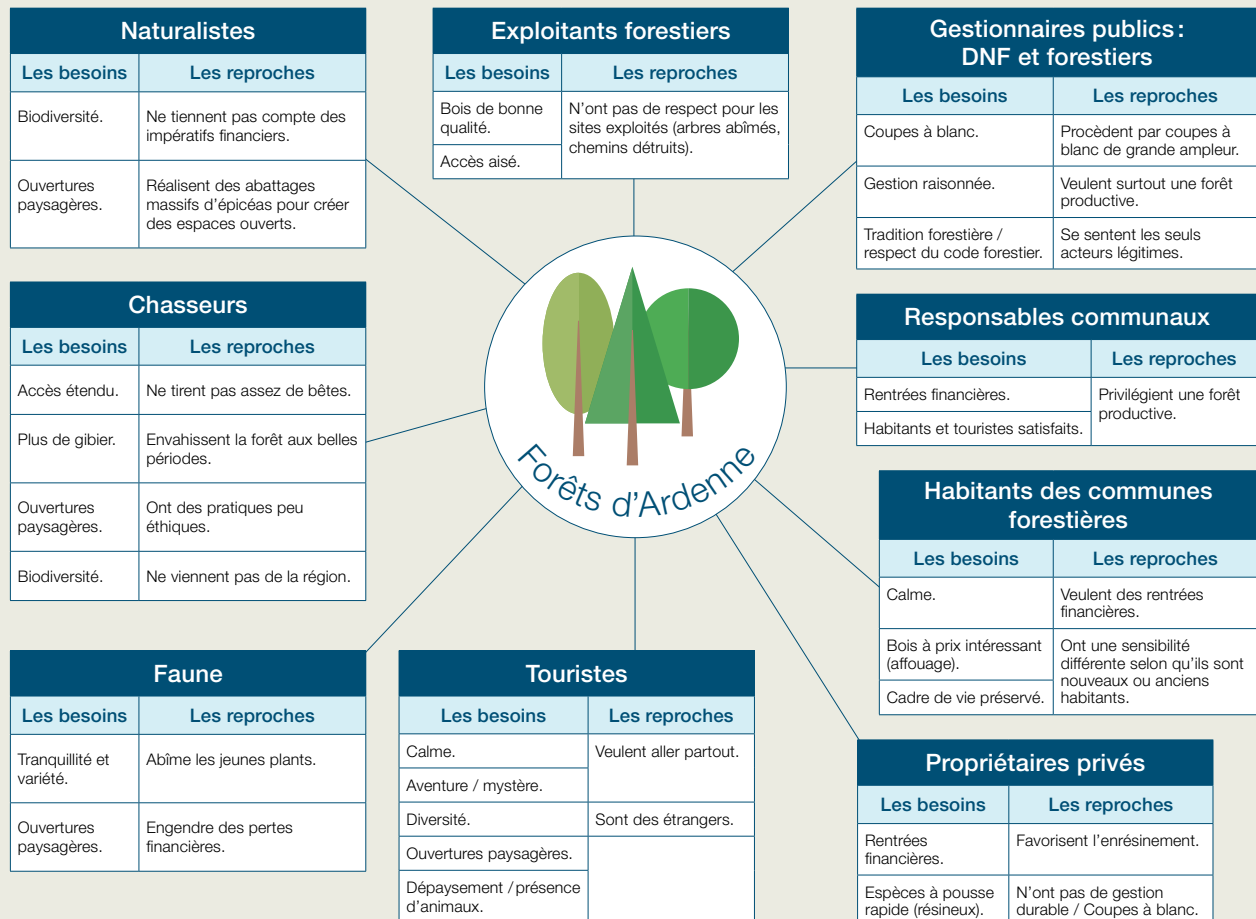 Naturalistes
Les besoins
Les reproches
Biodiversité.
Ne tiennent pas compte des
impératifs financiers.
Ouvertures
paysagères.
Réalisent des abattages
massifs d'épicéas pour créer
des espaces ouverts.
Exploitants forestiers
Les besoins
Les reproches
Bois de bonne
qualité.
Accès aisé.
N'ont pas de respect pour les
sites exploités (arbres abîmés,
chemins détruits).
Gestionnaires publics :
DNF et forestiers
Les besoins
Les reproches
Coupes à blanc.
Procèdent par coupes à
blanc de grande ampleur.
Gestion raisonnée.
Veulent surtout une forêt
productive.
Tradition forestière /
respect du code forestier.
Se sentent les seuls
acteurs légitimes.
Chasseurs
Les besoins
Les reproches
Accès étendu.
Ne tirent pas assez de bêtes.
Plus de gibier.
Envahissent la forêt aux belles
périodes.
Ouvertures
paysagères.
Ont des pratiques peu
éthiques.
Biodiversité.
Ne viennent pas de la région.
Forêts d'Ardenne
Responsables communaux
Les besoins
Les reproches
Rentrées financières.
Habitants et touristes satisfaits.
Privilégient une forêt
productive.
Habitants des communes
forestières
Les besoins
Les reproches
Calme.
Veulent des rentrées
financières.
Bois à prix intéressant
(affouage).
Cadre de vie préservé.
Ont une sensibilité
différente selon qu'ils sont
nouveaux ou anciens
habitants.
Faune
Les besoins
Les reproches
Tranquillité et
variété.
Abîme les jeunes plants.
Ouvertures
paysagères.
Engendre des pertes
financières.
Touristes
Les besoins
Les reproches
Calme.
Aventure / mystère.
Veulent aller partout.
Diversité.
Sont des étrangers.
Ouvertures paysagères.
Dépaysement / présence
d'animaux.
Propriétaires privés
Les besoins
Les reproches
Rentrées
financières.
Favorisent l'enrésinement.
Espèces à pousse
rapide (résineux).
N'ont pas de gestion
durable / Coupes à blanc.